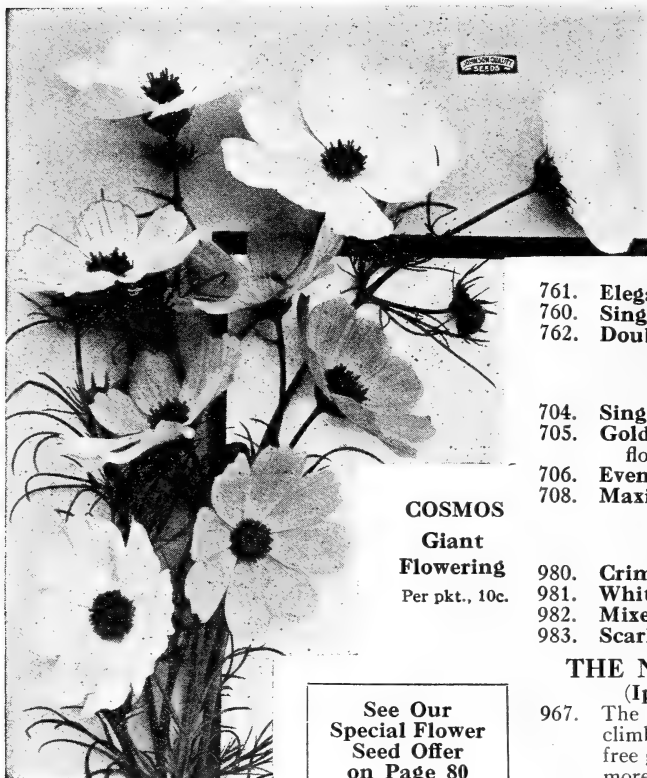 JOHNSON QUALITY
SEEDS
761. Elega
760. Sing
762. Doub
704. Sing
705. Gold
flo
706. Even
708. Maxi
COSMOS
Giant
Flowering
Per pkt., 10c.
980. Crim
981. Whit
982. Mixe
983. Scarl
THE N
(Ip
967. The
climb
free g
more
See Our
Special Flower
Seed Offer
on Page 80